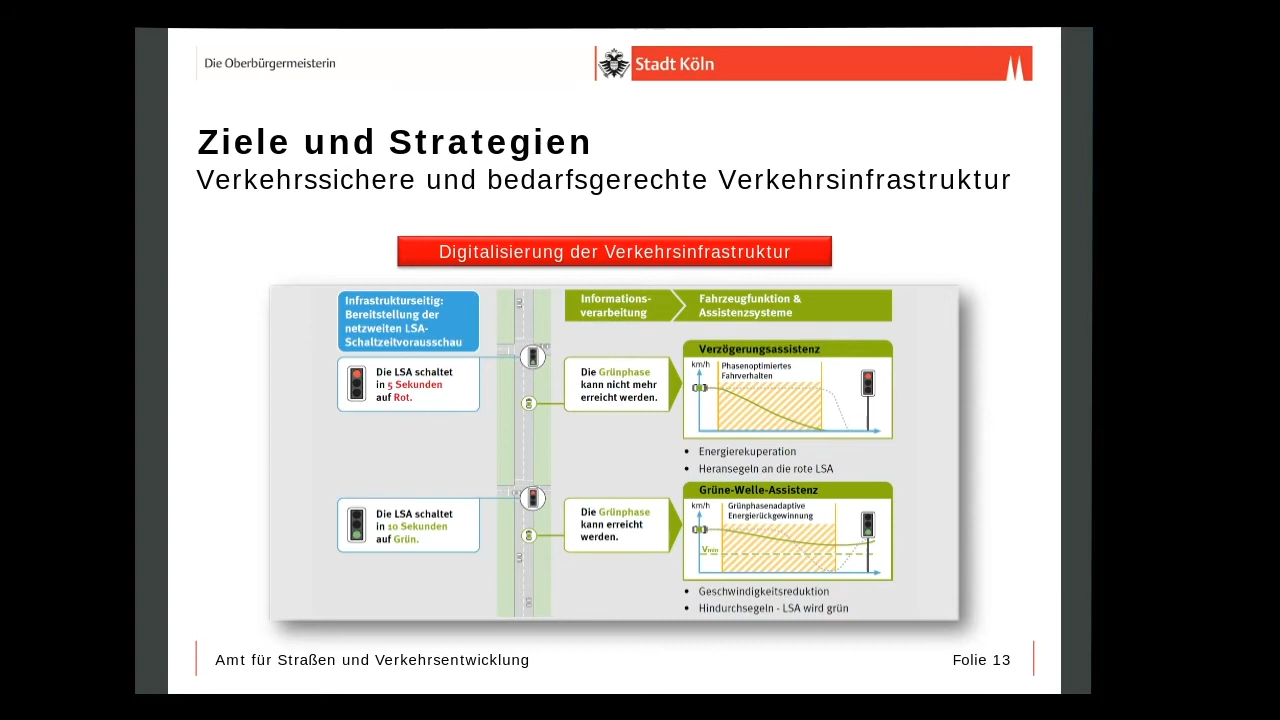 Die Oberbürgermeisterin
Stadt Köln
Ziele und Strategien
Verkehrssichere und bedarfsgerechte Verkehrsinfrastruktur
Digitalisierung der Verkehrsinfrastruktur
Infrastrukturseitig:
Bereitstellung der
netzweiten LSA-
Schaltzeitvorausschau
Informations-
verarbeitung
Fahrzeugfunktion &
Assistenzsysteme
Die LSA schaltet
in 5 Sekunden
auf Rot.
Die Grünphase
kann nicht mehr
erreicht werden.
Verzögerungsassistenz
km/h
Phasenoptimiertes
Fahrverhalten
• Energierekuperation
• Heransegeln an die rote LSA
Die LSA schaltet
in 10 Sekunden
auf Grün.
Die Grünphase
kann erreicht
werden.
Grüne-Welle-Assistenz
km/h
Grünphasenadaptive
Energierückgewinnung
Vmin
• Geschwindigkeitsreduktion
• Hindurchsegeln - LSA wird grün
Amt für Straßen und Verkehrsentwicklung
Folie 13